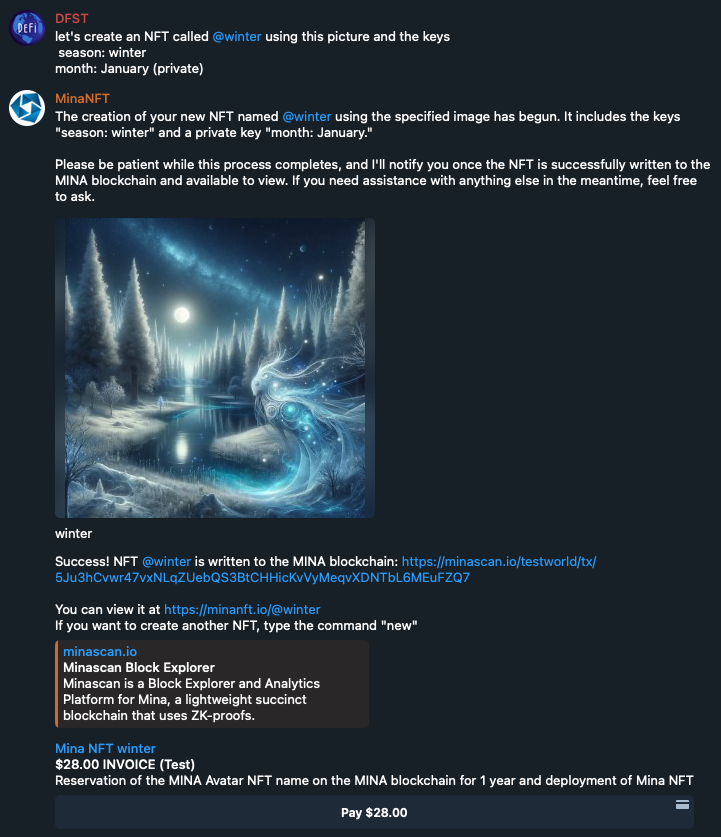 DEFI
DFST
let's create an NFT called @winter using this picture and the keys
season: winter
month: January (private)
MinaNFT
The creation of your new NFT named @winter using the specified image has begun. It includes the keys
"season: winter" and a private key "month: January."
Please be patient while this process completes, and I'll notify you once the NFT is successfully written to the
MINA blockchain and available to view. If you need assistance with anything else in the meantime, feel free
to ask.
winter
Success! NFT @winter is written to the MINA blockchain: https://minascan.io/testworld/tx/
5Ju3hCvwr47vxNLqZUebQS3BtCHHicKvVyMeqvXDNTbL6MEuFZQ7
You can view it at https://minanft.io/@winter
If you want to create another NFT, type the command "new"
minascan.io
Minascan Block Explorer
Minascan is a Block Explorer and Analytics
Platform for Mina, a lightweight succinct
blockchain that uses ZK-proofs.
Mina NFT winter
$28.00 INVOICE (Test)
Reservation of the MINA Avatar NFT name on the MINA blockchain for 1 year and deployment of Mina NFT
Pay $28.00